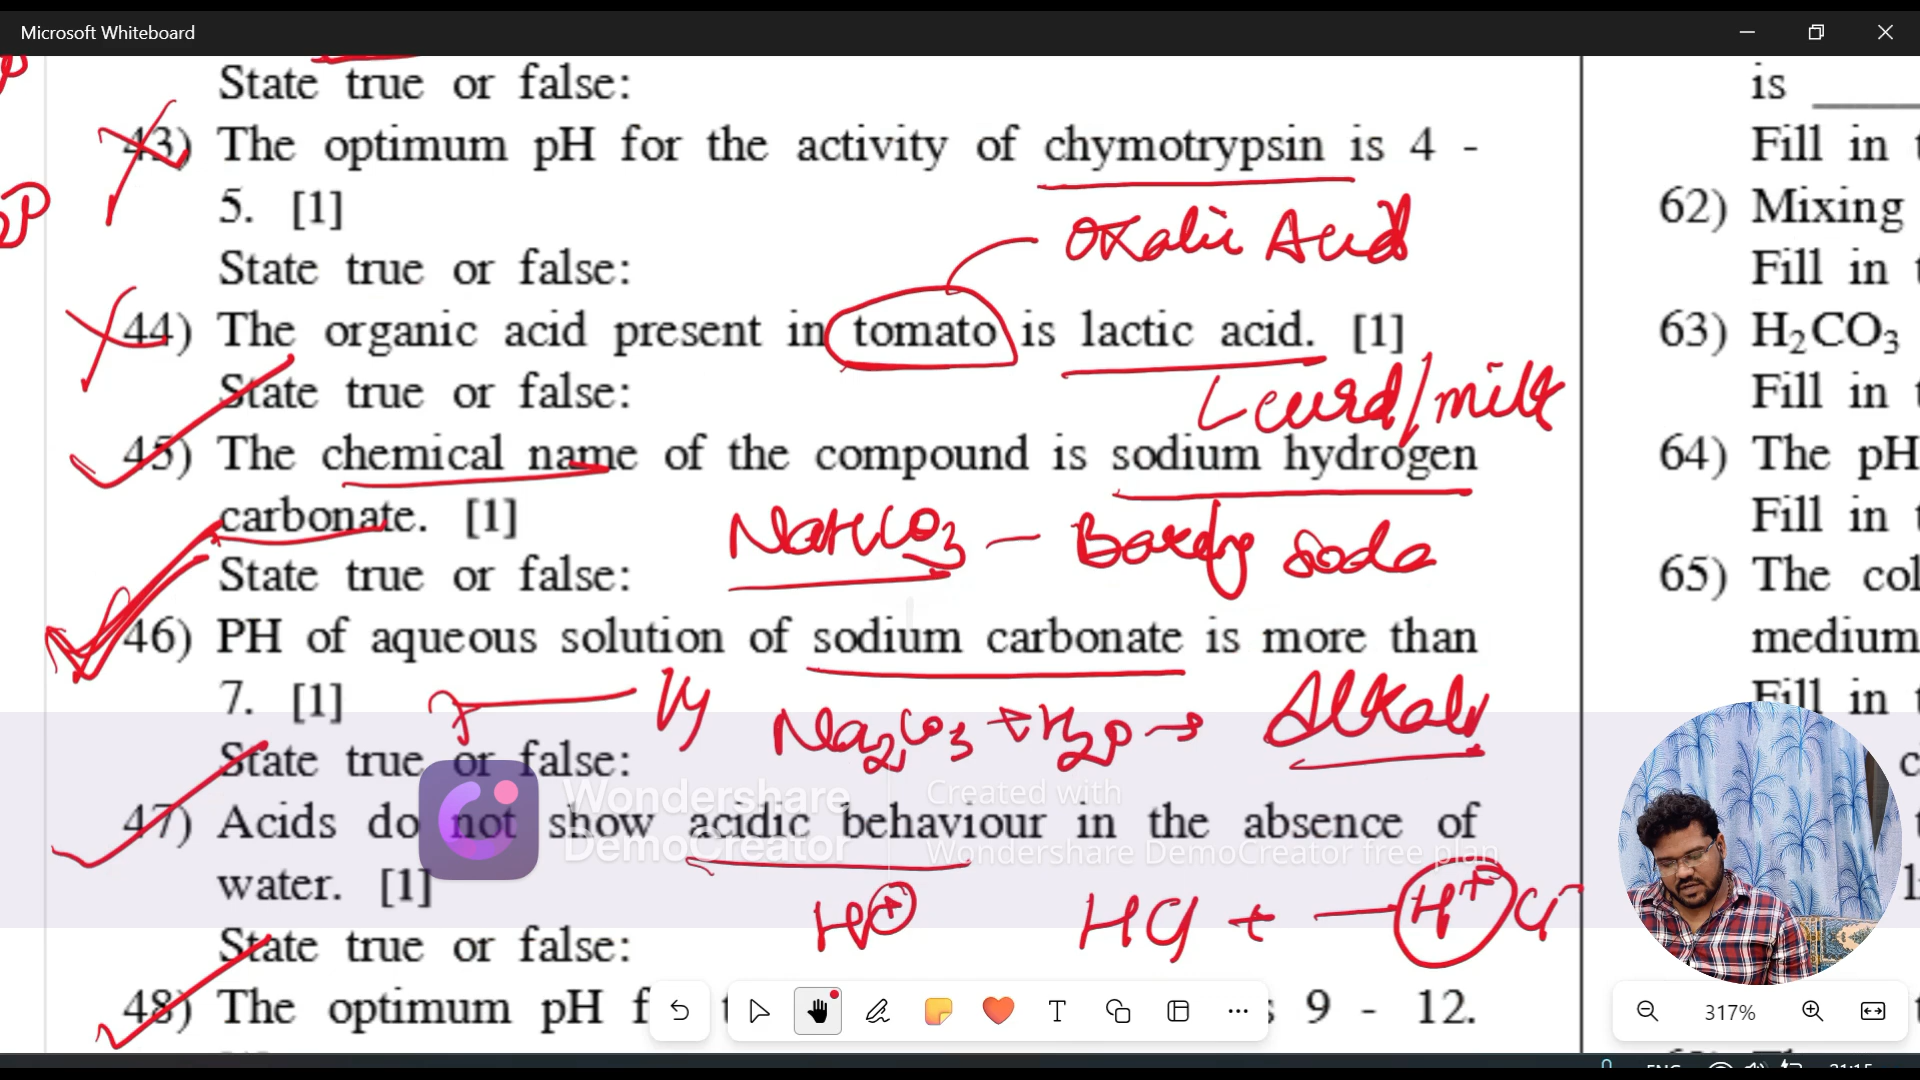 Microsoft Whiteboard
State true or false:
43) The optimum pH for the activity of chymotrypsin is 4 -
5. [1]
Oxalic Acid
State true or false:
44) The organic acid present in tomato is lactic acid. [1]
State true or false:
curd/milk
45) The chemical name of the compound is sodium hydrogen
carbonate. [1]
NaHCO3 – Baking Soda
State true or false:
46) PH of aqueous solution of sodium carbonate is more than
7. [1]
7 — 14
Na2CO3 + H2O →
State true or false:
47) Acids do not show acidic behaviour in the absence of
water. [1]
H+
HCl + — H+ Cl-
State true or false:
48) The optimum pH
9 - 12.
is
Fill in
62) Mixing
Fill in
63) H2CO3
Fill in
64) The pH
Fill in
65) The col
medium
Fill in
Wondershare
DemoCreator
Created with
Wondershare DemoCreator free plan
317%